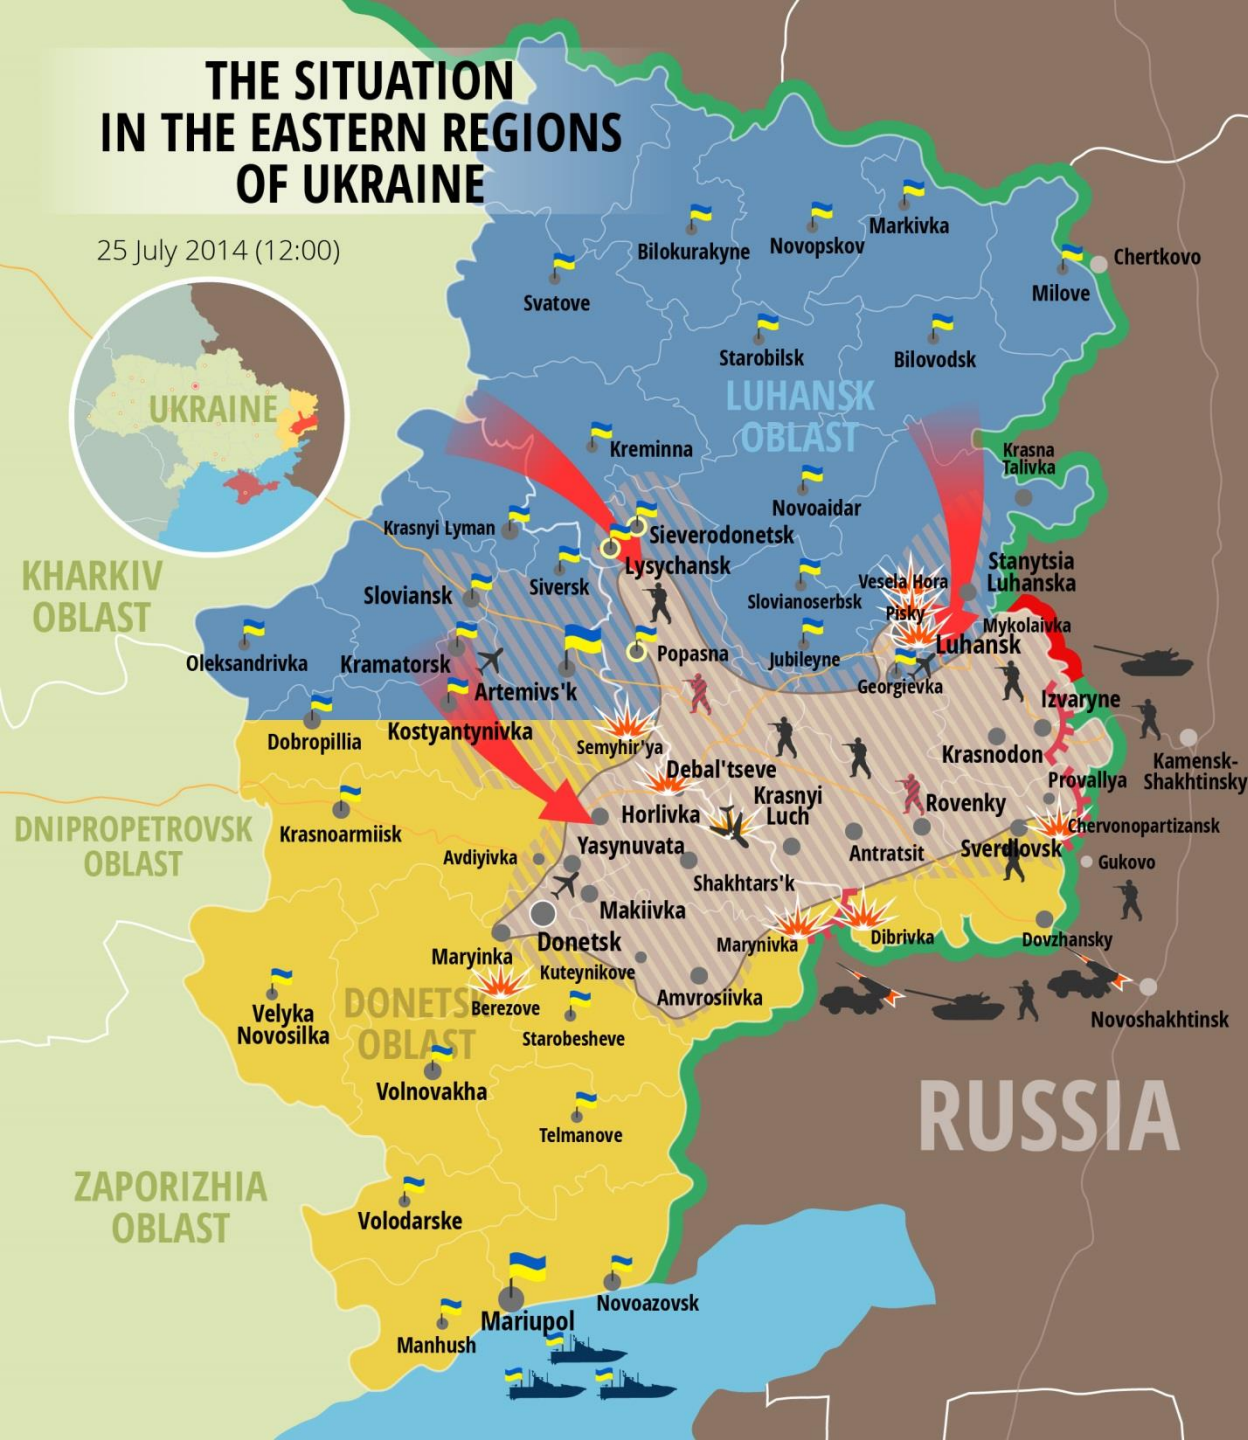 THE SITUATION
IN THE EASTERN REGIONS
OF UKRAINE
25 July 2014 (12:00)
UKRAINE
Markivka
Bilokurakyne
Novopskov
Chertkovo
Milove
Svatove
Starobilsk
Bilovodsk
LUHANSK
OBLAST
Kreminna
Krasna
Talivka
Novoaidar
Krasnyi Lyman
Sieverodonetsk
KHARKIV
OBLAST
Lysychansk
Stanytsia
Luhanska
Siversk
Sloviansk
Vesela Hora
Slovianoserbsk
Pisky
Mykolaivka
Luhansk
Oleksandrivka
Kramatorsk
Popasna
Jubileyne
Georgievka
Artemivs'k
Izvaryne
Kostyantynivka
Dobropillia
Semyhir'ya
Krasnodon
Kamensk-
Shakhtinsky
Debal'tseve
Provallya
Krasnyi
Luch
Rovenky
Horlivka
DNIPROPETROVSK
OBLAST
Krasnoarmiisk
Chervonopartizansk
Yasynuvata
Sverdlovsk
Antratsit
Avdiyivka
Gukovo
Shakhtars'k
Makiivka
Donetsk
Marynivka
Dibrivka
Dovzhansky
Maryinka
Kuteynikove
Amvrosiivka
DONETSK
OBLAST
Berezove
Velyka
Novosilka
Starobesheve
Novoshakhtinsk
Volnovakha
RUSSIA
Telmanove
ZAPORIZHIA
OBLAST
Volodarske
Novoazovsk
Mariupol
Manhush